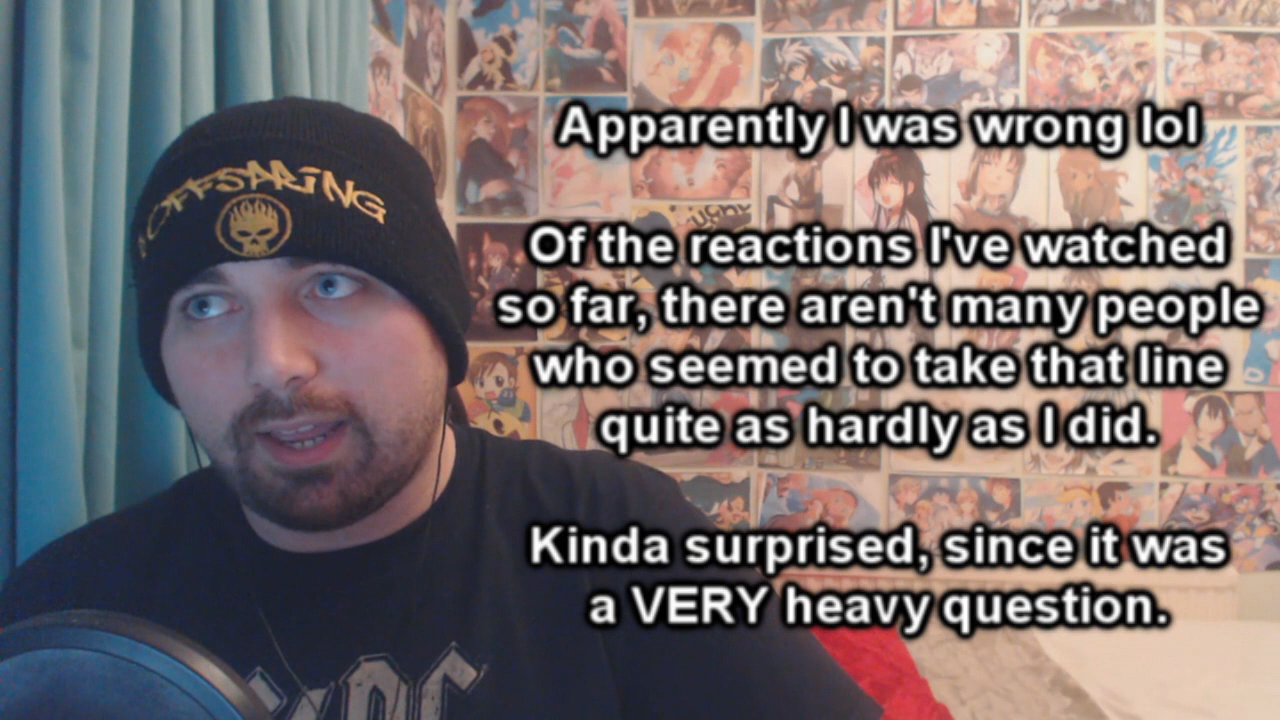 Apparently I was wrong lol
Of the reactions I've watched
so far, there aren't many people
who seemed to take that line
quite as hardly as I did.
Kinda surprised, since it was
a VERY heavy question.
OFFSPRING